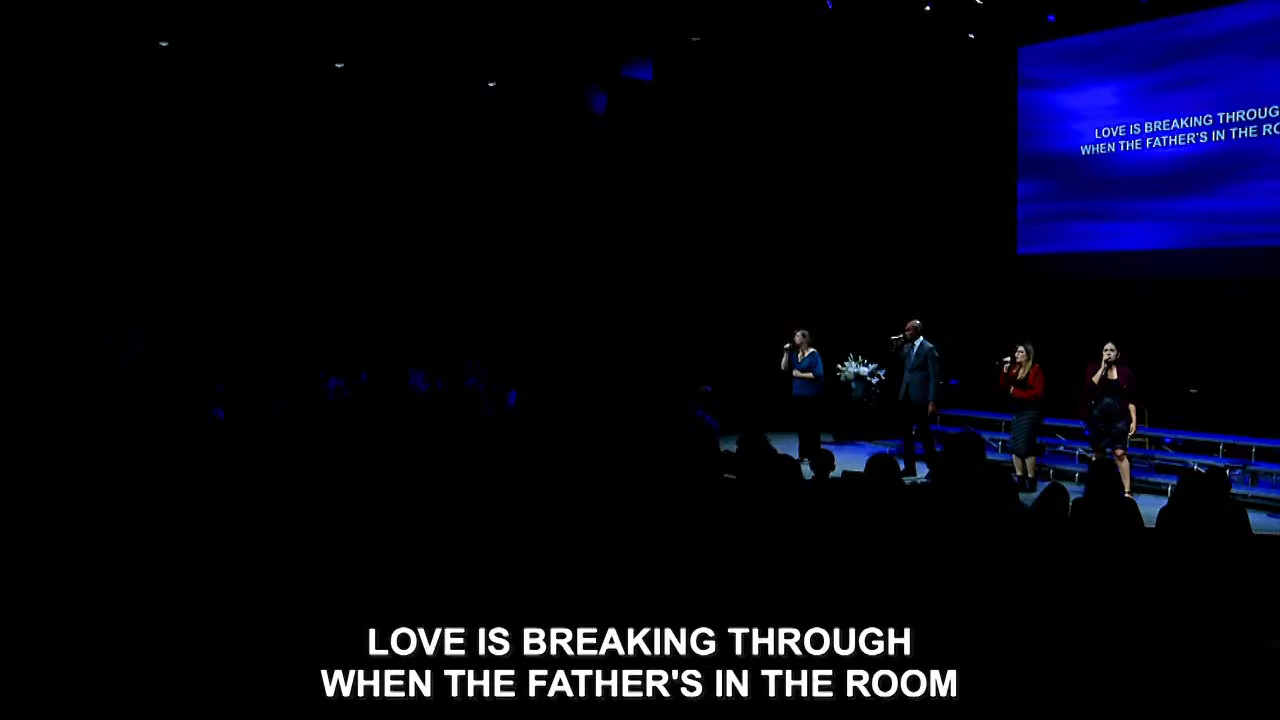 LOVE IS BREAKING THROUG
WHEN THE FATHER'S IN THE RO
LOVE IS BREAKING THROUGH
WHEN THE FATHER'S IN THE ROOM